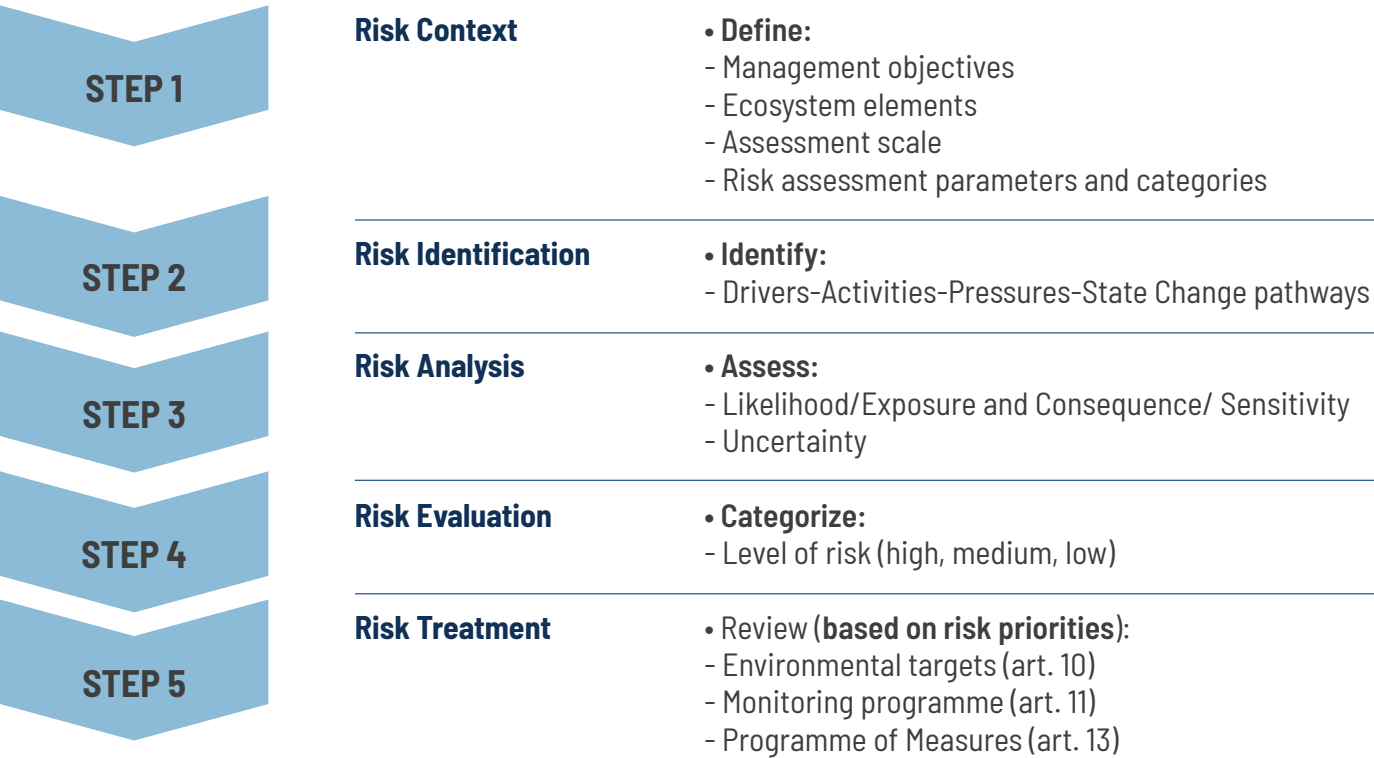 STEP 1
Risk Context
• Define:
- Management objectives
- Ecosystem elements
- Assessment scale
- Risk assessment parameters and categories
STEP 2
Risk Identification
• Identify:
- Drivers-Activities-Pressures-State Change pathways
STEP 3
Risk Analysis
• Assess:
- Likelihood/Exposure and Consequence/ Sensitivity
- Uncertainty
STEP 4
Risk Evaluation
• Categorize:
- Level of risk (high, medium, low)
STEP 5
Risk Treatment
• Review (based on risk priorities):
- Environmental targets (art. 10)
- Monitoring programme (art. 11)
- Programme of Measures (art. 13)